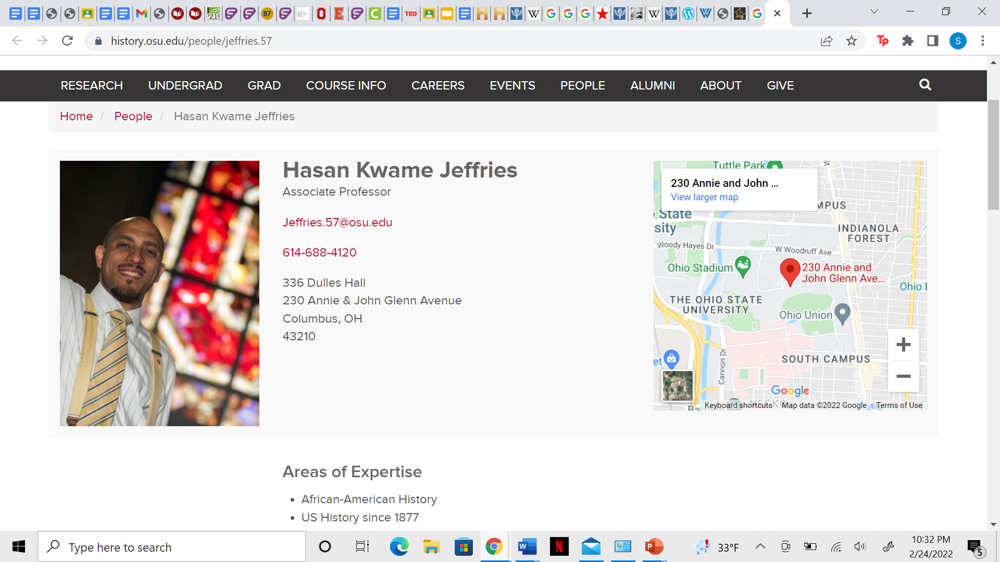 87
TED
history.osu.edu/people/jeffries.57
S
RESEARCH UNDERGRAD GRAD COURSE INFO CAREERS EVENTS PEOPLE ALUMNI ABOUT GIVE
Home / People / Hasan Kwame Jeffries
Hasan Kwame Jeffries
Associate Professor
Jeffries.57@osu.edu
614-688-4120
336 Dulles Hall
230 Annie & John Glenn Avenue
Columbus, OH
43210
Tuttle Park
230 Annie and John ...
View larger map
MPUS
State
sity
INDIANOLA
FOREST
Woody Hayes Dr
W Woodruff Ave
Ohio Stadium
230 Annie and
John Glenn Ave...
Ohio E
THE OHIO STATE
UNIVERSITY
Ohio Union
Cannon Dr
SOUTH CAMPUS
et
Google
Keyboard shortcuts Map data ©2022 Google Terms of Use
Areas of Expertise
• African-American History
• US History since 1877
Type here to search
33°F
10:32 PM
2/24/2022
5